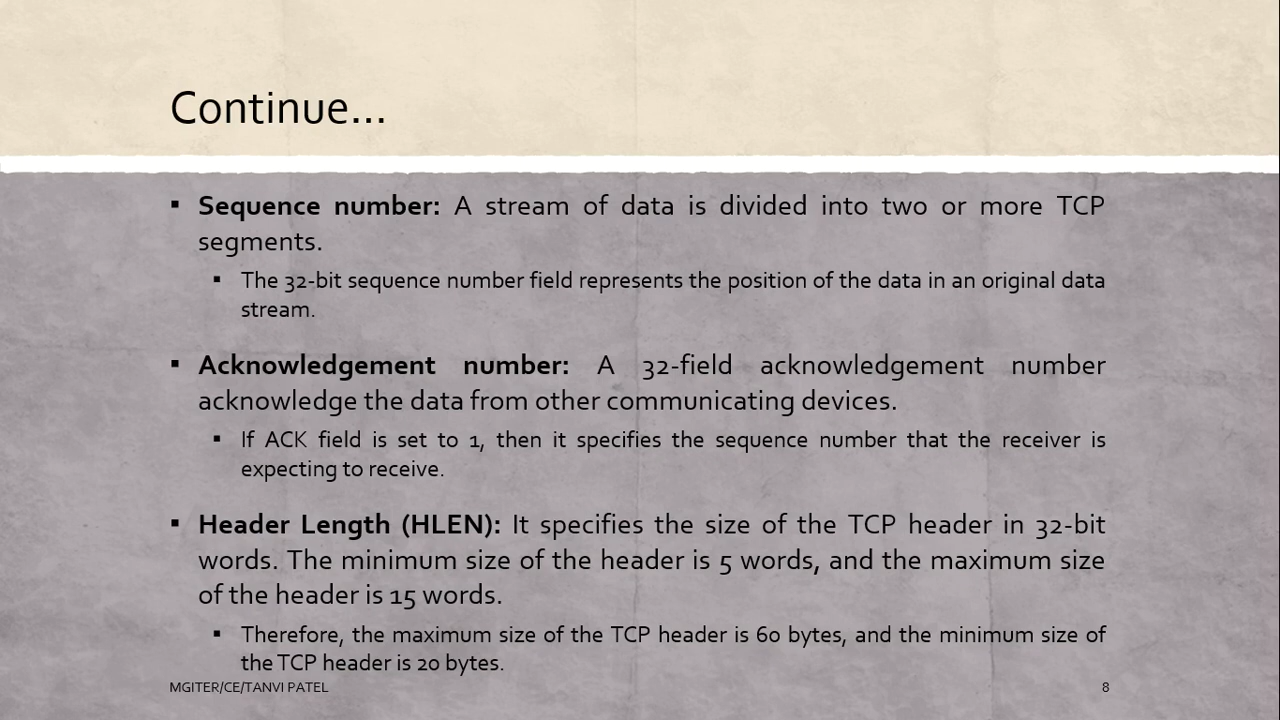 Continue...
▪ Sequence number: A stream of data is divided into two or more TCP
segments.
▪ The 32-bit sequence number field represents the position of the data in an original data
stream.
▪ Acknowledgement number: A 32-field acknowledgement number
acknowledge the data from other communicating devices.
▪ If ACK field is set to 1, then it specifies the sequence number that the receiver is
expecting to receive.
▪ Header Length (HLEN): It specifies the size of the TCP header in 32-bit
words. The minimum size of the header is 5 words, and the maximum size
of the header is 15 words.
▪ Therefore, the maximum size of the TCP header is 60 bytes, and the minimum size of
the TCP header is 20 bytes.
MGITER/CE/TANVI PATEL 8